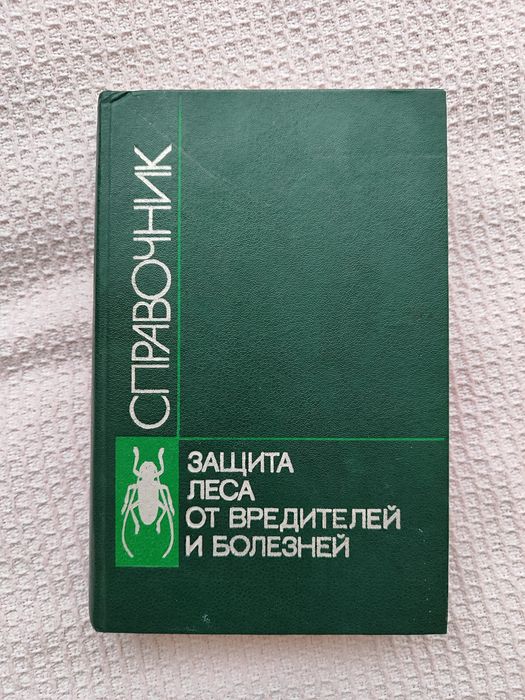 СПРАВОЧНИК
ЗАЩИТА
ЛЕСА
ОТ ВРЕДИТЕЛЕЙ
И БОЛЕЗНЕЙ